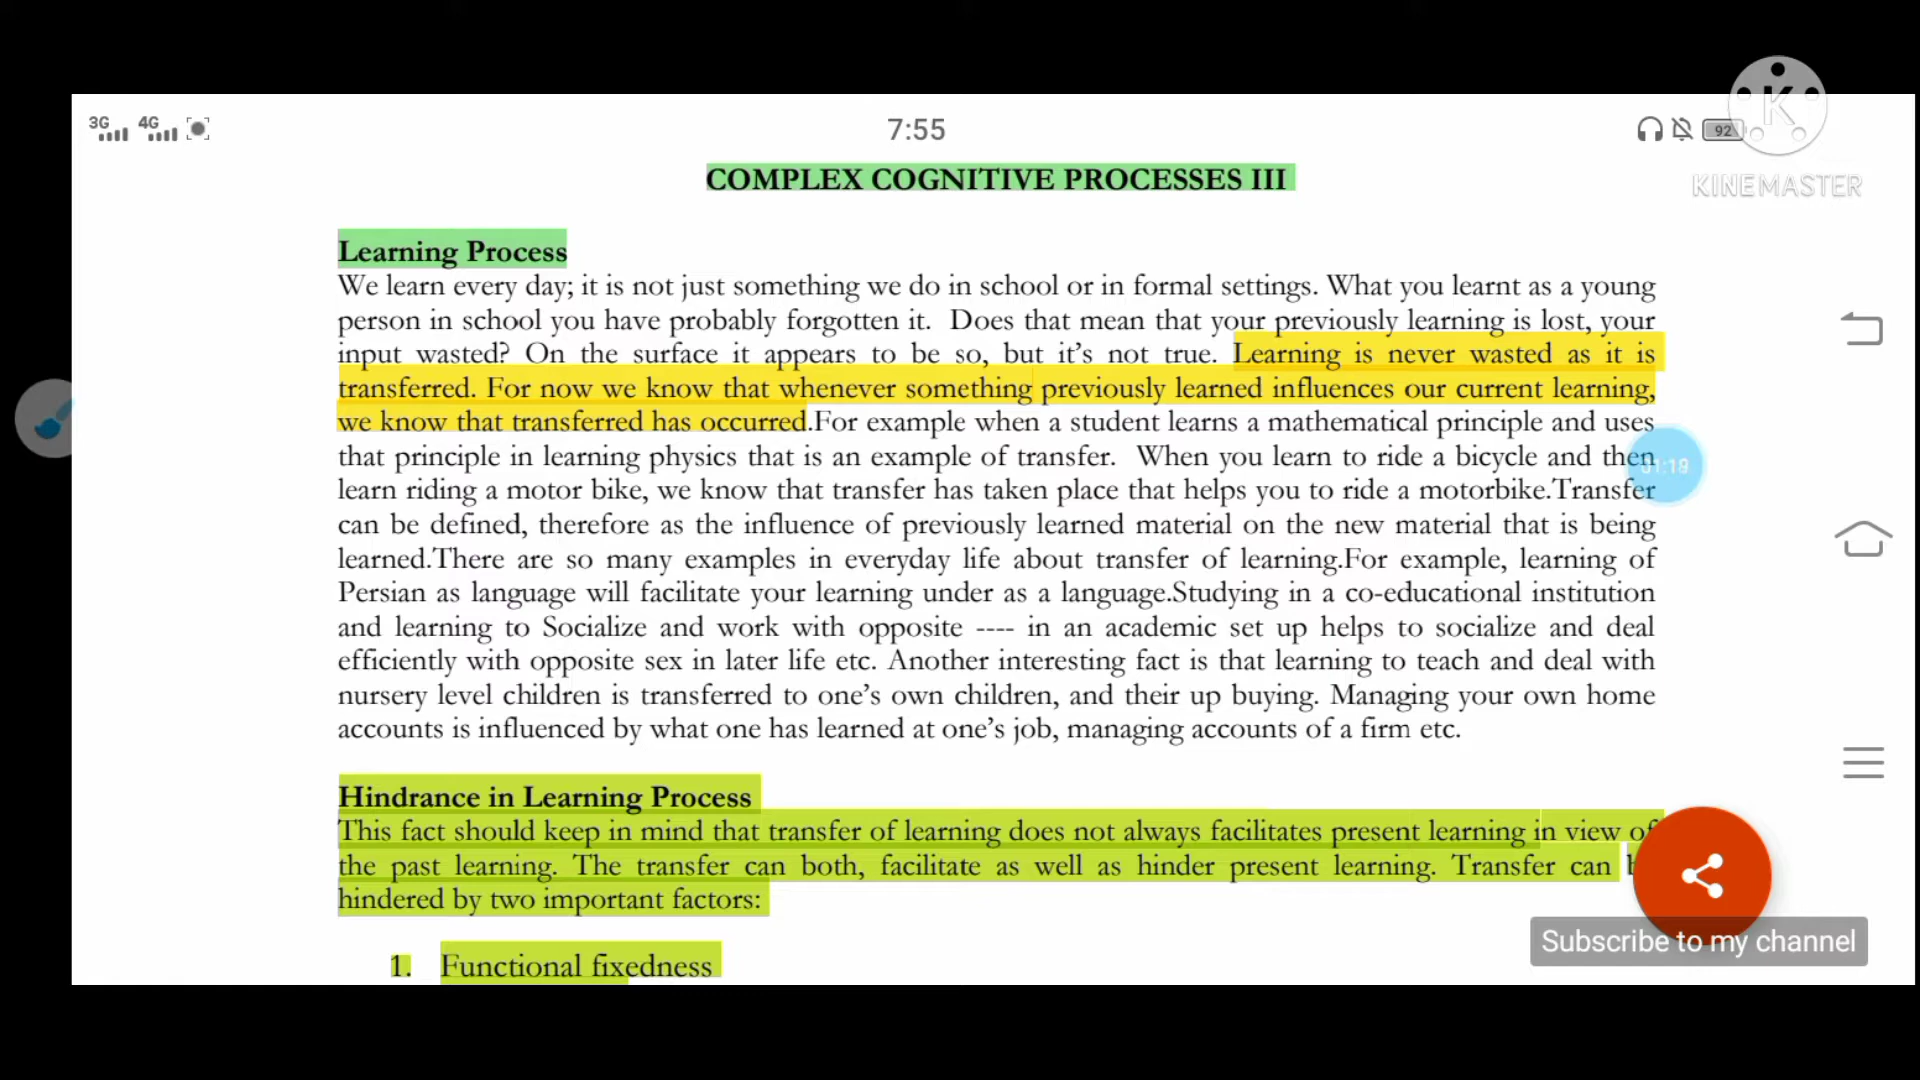 3G 4G 7:55 92
K
KINEMASTER
COMPLEX COGNITIVE PROCESSES III
Learning Process
We learn every day; it is not just something we do in school or in formal settings. What you learnt as a young
person in school you have probably forgotten it. Does that mean that your previously learning is lost, your
input wasted? On the surface it appears to be so, but it's not true. Learning is never wasted as it is
transferred. For now we know that whenever something previously learned influences our current learning,
we know that transferred has occurred.For example when a student learns a mathematical principle and uses
that principle in learning physics that is an example of transfer. When you learn to ride a bicycle and then
01:19
learn riding a motor bike, we know that transfer has taken place that helps you to ride a motorbike.Transfer
can be defined, therefore as the influence of previously learned material on the new material that is being
learned.There are so many examples in everyday life about transfer of learning.For example, learning of
Persian as language will facilitate your learning under as a language.Studying in a co-educational institution
and learning to Socialize and work with opposite ---- in an academic set up helps to socialize and deal
efficiently with opposite sex in later life etc. Another interesting fact is that learning to teach and deal with
nursery level children is transferred to one's own children, and their up buying. Managing your own home
accounts is influenced by what one has learned at one's job, managing accounts of a firm etc.
Hindrance in Learning Process
This fact should keep in mind that transfer of learning does not always facilitates present learning in view of
the past learning. The transfer can both, facilitate as well as hinder present learning. Transfer can
hindered by two important factors:
Subscribe to my channel
1. Functional fixedness